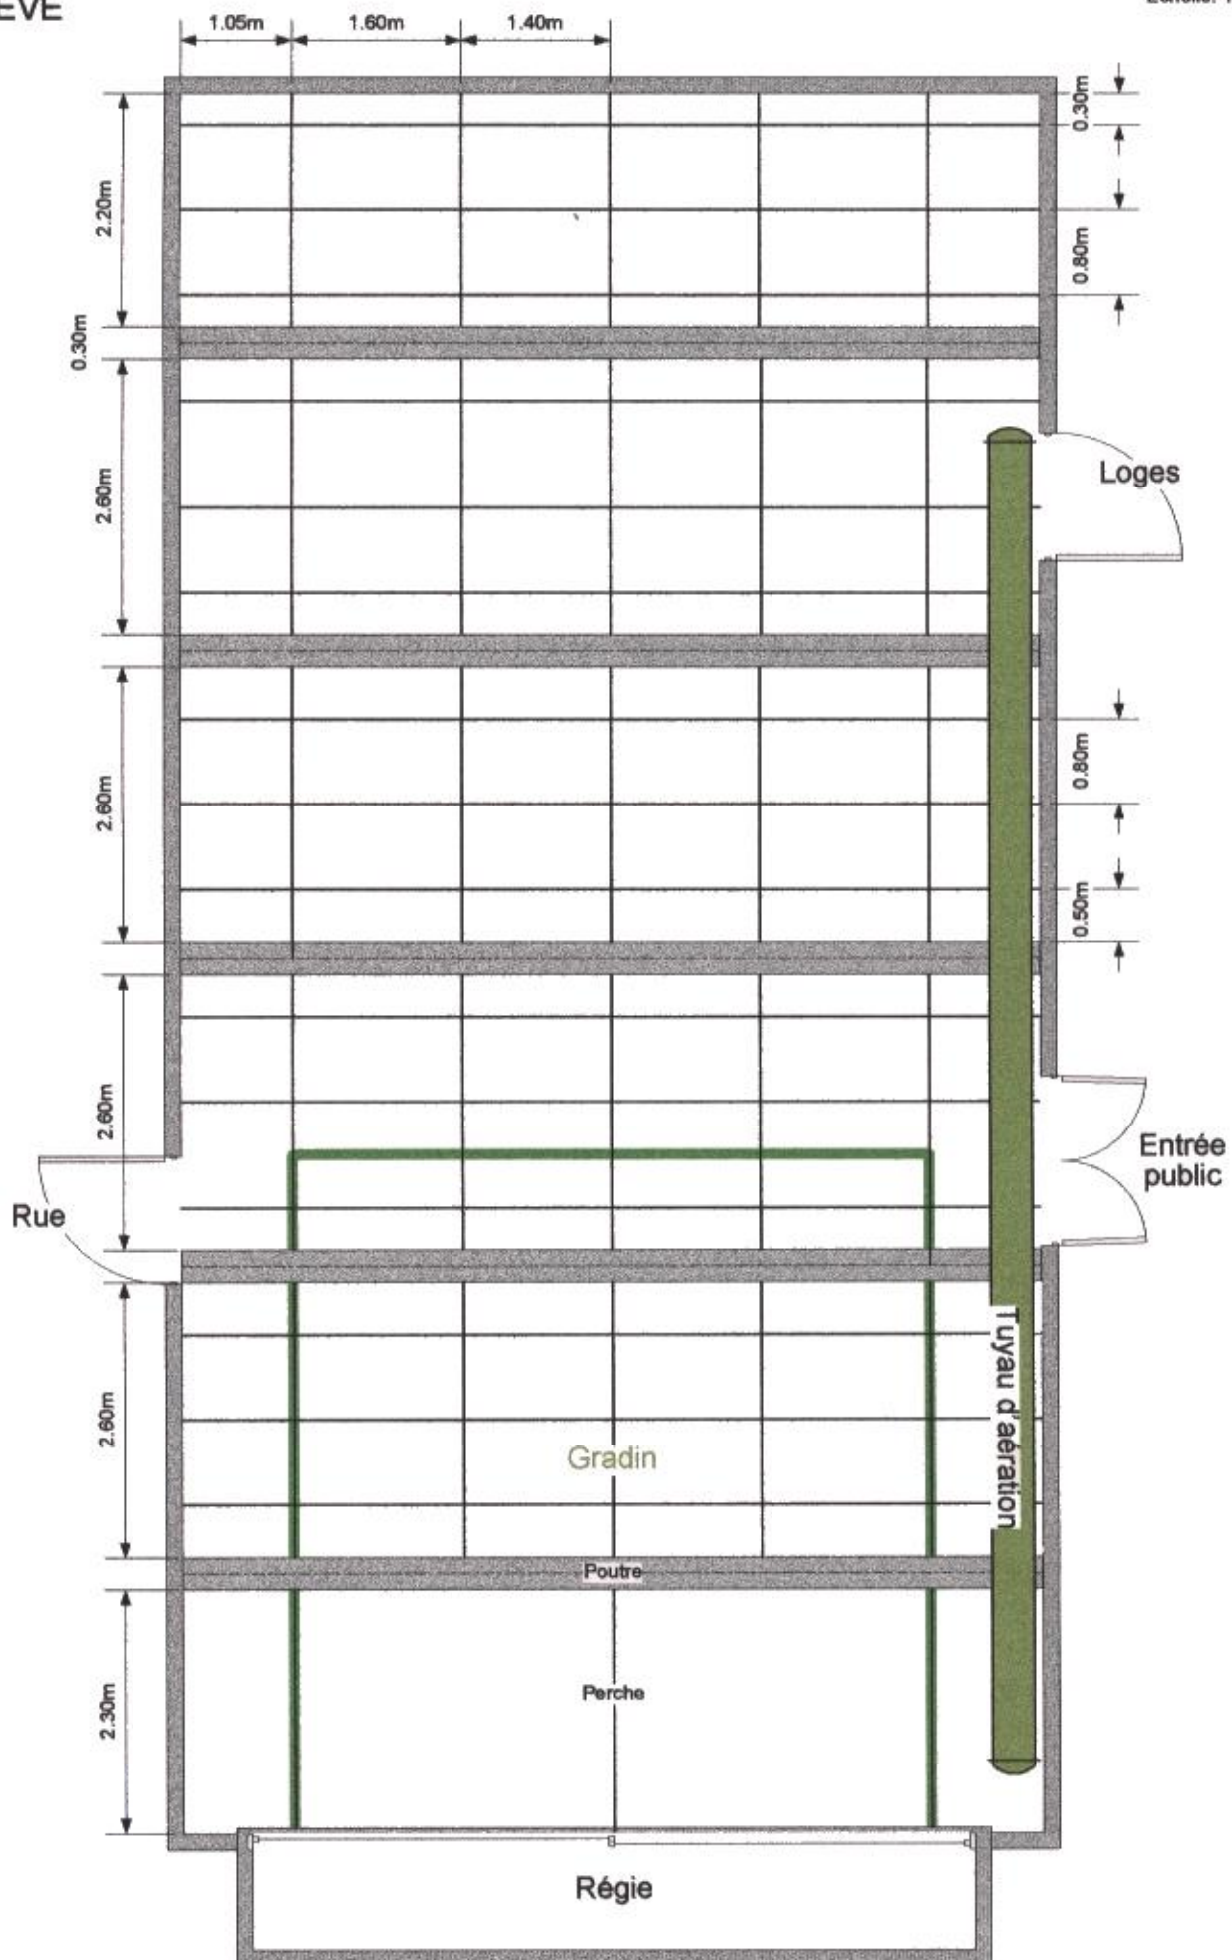 1.05m
1.60m
1.40m
0.30m
2.20m
0.80m
0.30m
2.60m
Loges
2.60m
0.80m
0.50m
2.60m
Entrée
public
Rue
2.60m
Tuyau d'aération
Gradin
Poutre
2.30m
Perche
Régie